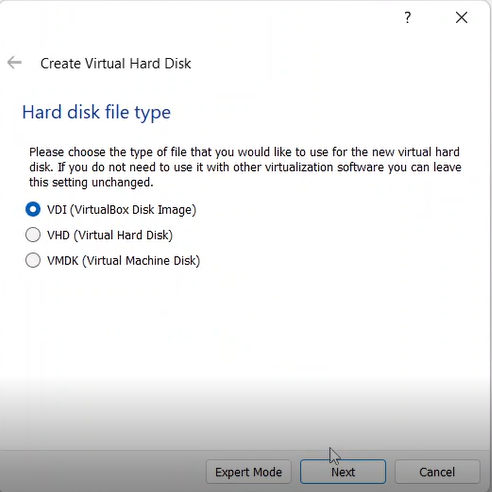 ?
Create Virtual Hard Disk
Hard disk file type
Please choose the type of file that you would like to use for the new virtual hard
disk. If you do not need to use it with other virtualization software you can leave
this setting unchanged.
VDI (VirtualBox Disk Image)
VHD (Virtual Hard Disk)
VMDK (Virtual Machine Disk)
Expert Mode Next Cancel